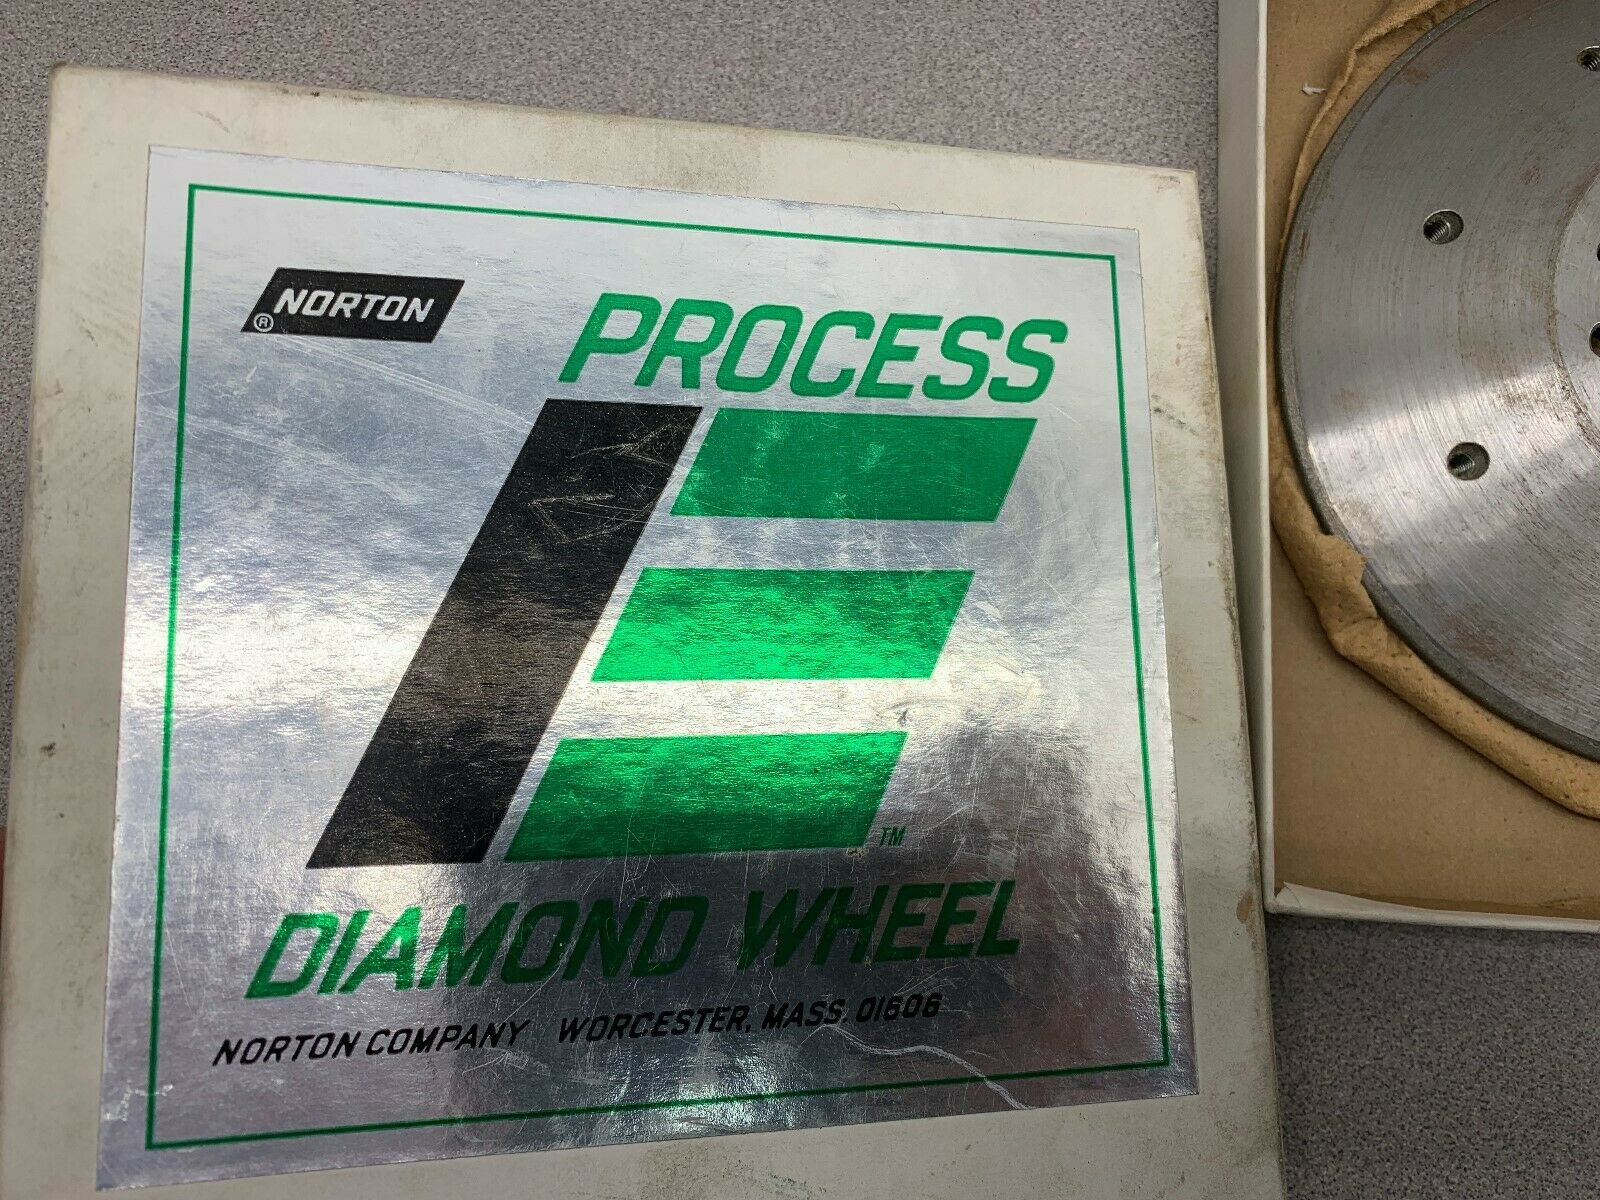 NORTON
®
PROCESS
E
TM
DIAMOND WHEEL
NORTON COMPANY WORCESTER, MASS. 01606